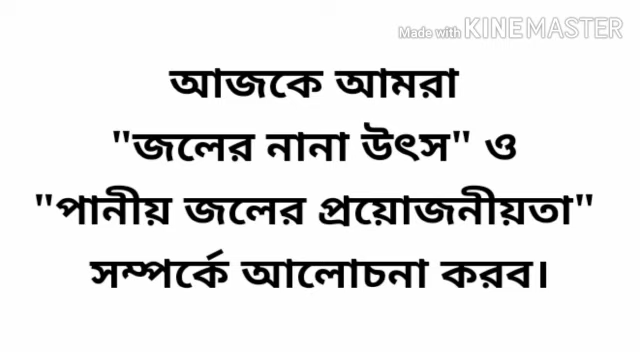 Made with KINEMASTER
আজকে আমরা
"জলের নানা উৎস" ও
"পানীয় জলের প্রয়োজনীয়তা"
সম্পর্কে আলোচনা করব।